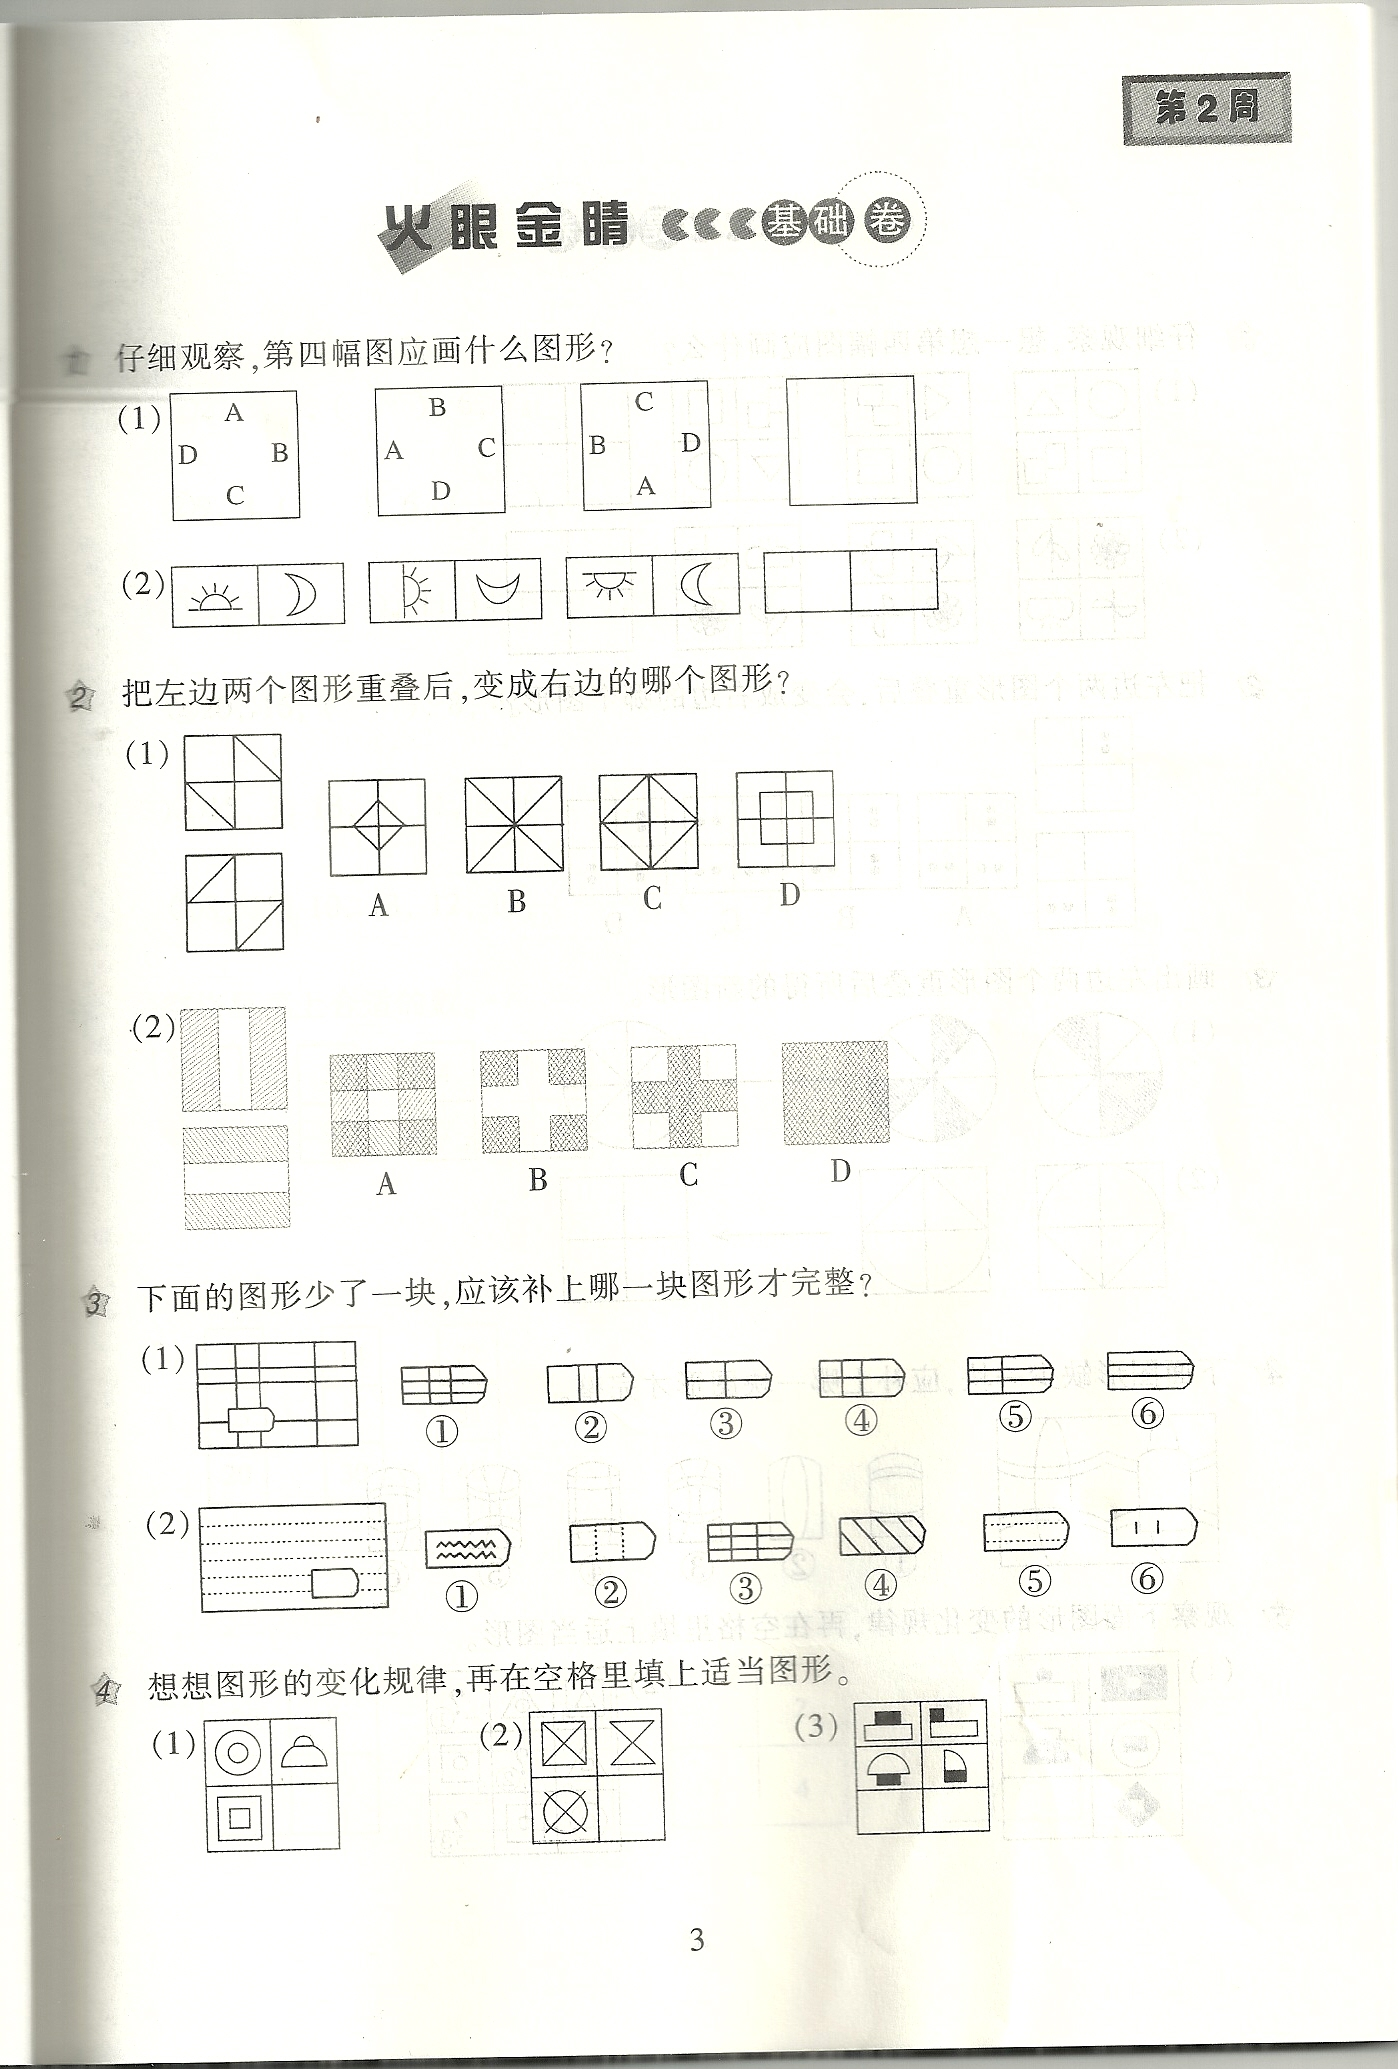 第2周
火眼金睛 基础卷
1 仔细观察,第四幅图应画什么图形?
(1) A D B C B A C D C B D A
(2)
2 把左边两个图形重叠后,变成右边的哪个图形?
(1)
A B C D
(2)
A B C D
3 下面的图形少了一块,应该补上哪一块图形才完整?
(1)
① ② ③ ④ ⑤ ⑥
(2)
① ② ③ ④ ⑤ ⑥
4 想想图形的变化规律,再在空格里填上适当图形。
(1) (2) (3)
3